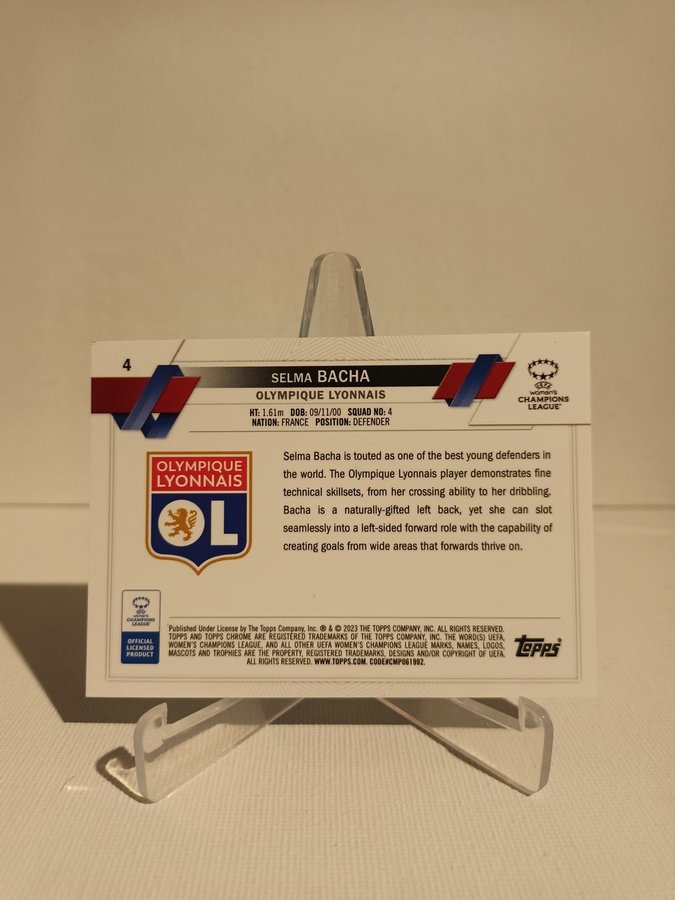 4
SELMA BACHA
OLYMPIQUE LYONNAIS
HT: 1.61m DOB: 09/11/00 SQUAD NO: 4
NATION: FRANCE POSITION: DEFENDER
UEFA
WOMEN'S
CHAMPIONS
LEAGUE
OLYMPIQUE
LYONNAIS
OL
Selma Bacha is touted as one of the best young defenders in
the world. The Olympique Lyonnais player demonstrates fine
technical skillsets, from her crossing ability to her dribbling.
Bacha is a naturally-gifted left back, yet she can slot
seamlessly into a left-sided forward role with the capability of
creating goals from wide areas that forwards thrive on.
UEFA
WOMEN'S
CHAMPIONS
LEAGUE
OFFICIAL
LICENSED
PRODUCT
Published Under License by The Topps Company, Inc. ® & © 2023 THE TOPPS COMPANY, INC. ALL RIGHTS RESERVED.
TOPPS AND TOPPS CHROME ARE REGISTERED TRADEMARKS OF THE TOPPS COMPANY, INC. THE WORD(S) UEFA,
WOMEN'S CHAMPIONS LEAGUE, AND ALL OTHER UEFA WOMEN'S CHAMPIONS LEAGUE MARKS, NAMES, LOGOS,
MASCOTS AND TROPHIES ARE THE PROPERTY, REGISTERED TRADEMARKS, DESIGNS AND/OR COPYRIGHT OF UEFA.
ALL RIGHTS RESERVED. WWW.TOPPS.COM. CODE#CMP061992.
topps